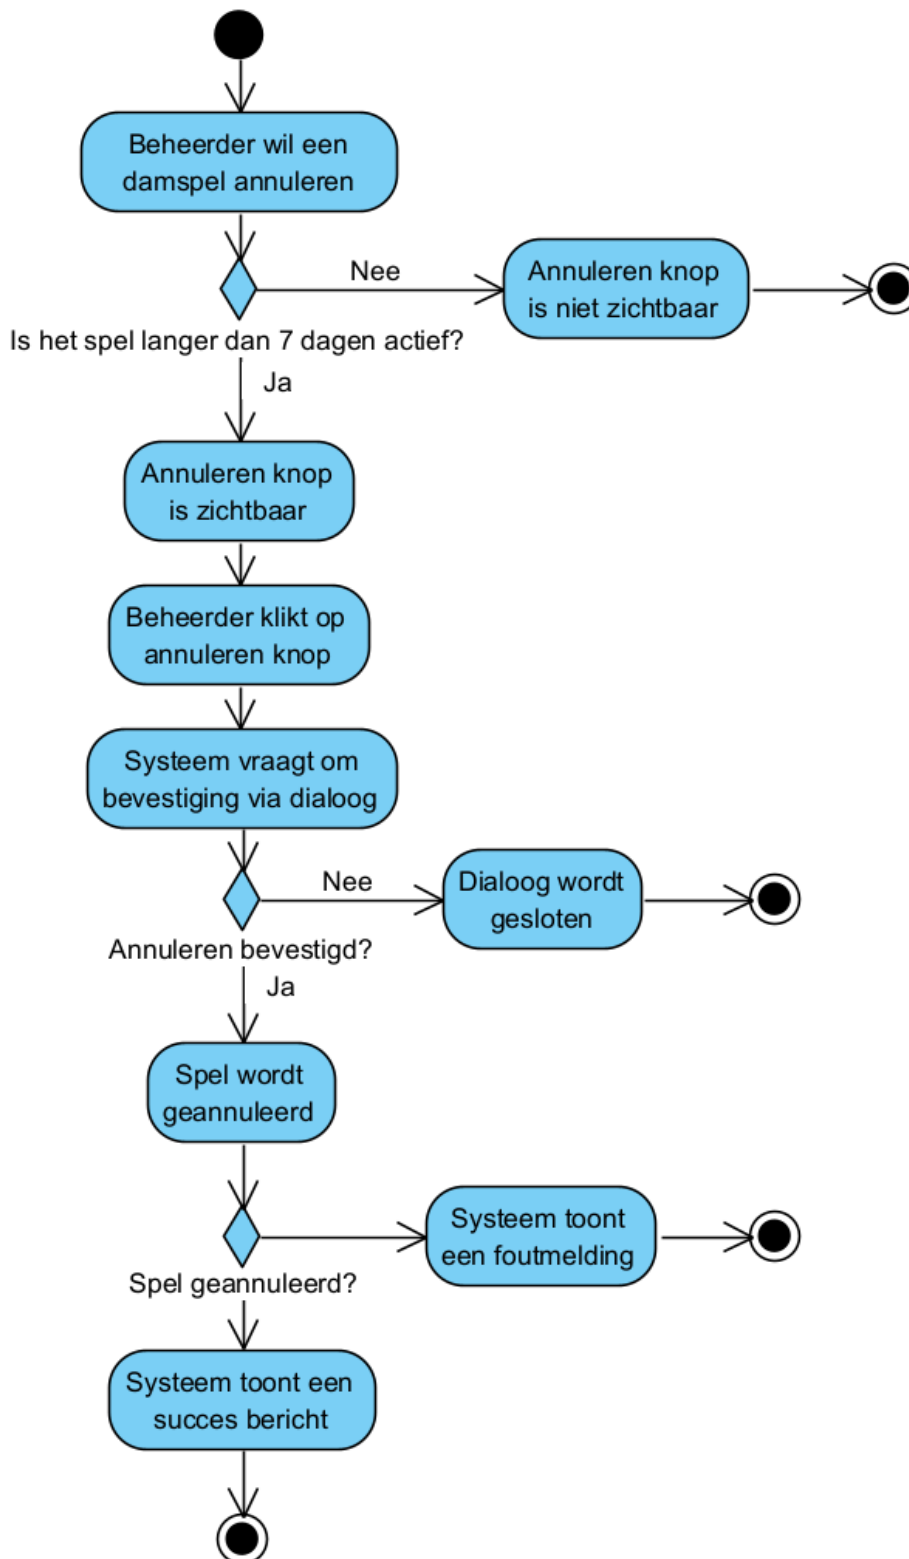 Beheerder wil een
damspel annuleren
Nee
Annuleren knop
is niet zichtbaar
Is het spel langer dan 7 dagen actief?
Ja
Annuleren knop
is zichtbaar
Beheerder klikt op
annuleren knop
Systeem vraagt om
bevestiging via dialoog
Nee
Dialoog wordt
gesloten
Annuleren bevestigd?
Ja
Spel wordt
geannuleerd
Systeem toont
een foutmelding
Spel geannuleerd?
Systeem toont een
succes bericht